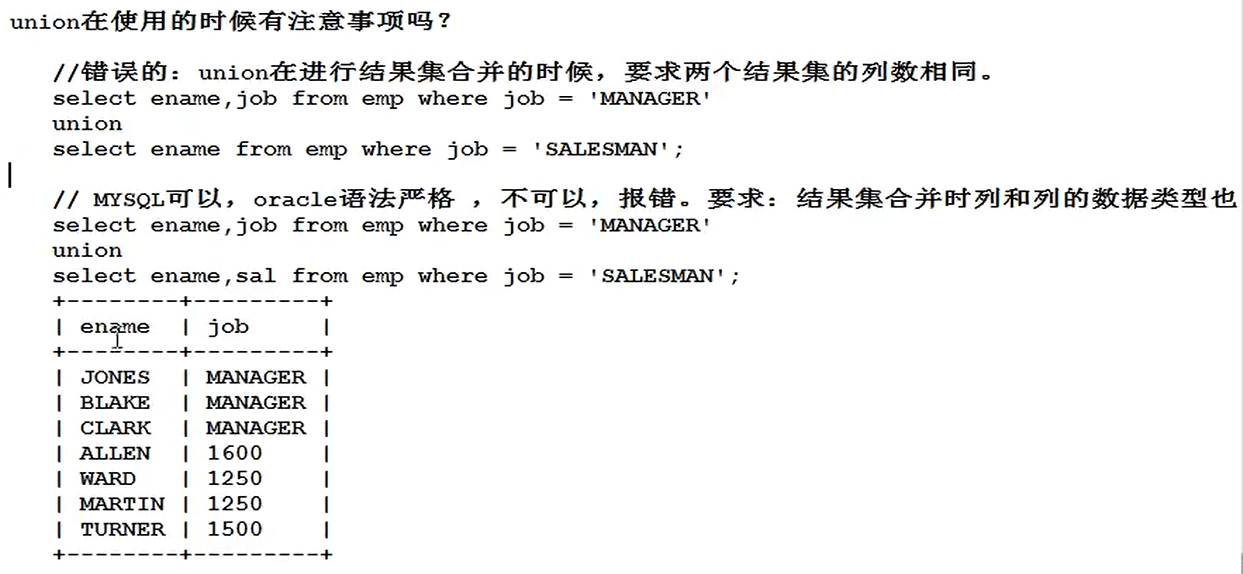 union在使用的时候有注意事项吗?
//错误的: union在进行结果集合并的时候，要求两个结果集的列数相同。
select ename,job from emp where job = 'MANAGER'
union
select ename from emp where job = 'SALESMAN';
// MYSQL可以，oracle语法严格 ，不可以，报错。要求: 结果集合并时列和列的数据类型也
select ename,job from emp where job = 'MANAGER'
union
select ename,sal from emp where job = 'SALESMAN';
+--------+---------+
| ename  | job     |
+--------+---------+
| JONES  | MANAGER |
| BLAKE  | MANAGER |
| CLARK  | MANAGER |
| ALLEN  | 1600    |
| WARD   | 1250    |
| MARTIN | 1250    |
| TURNER | 1500    |
+--------+---------+